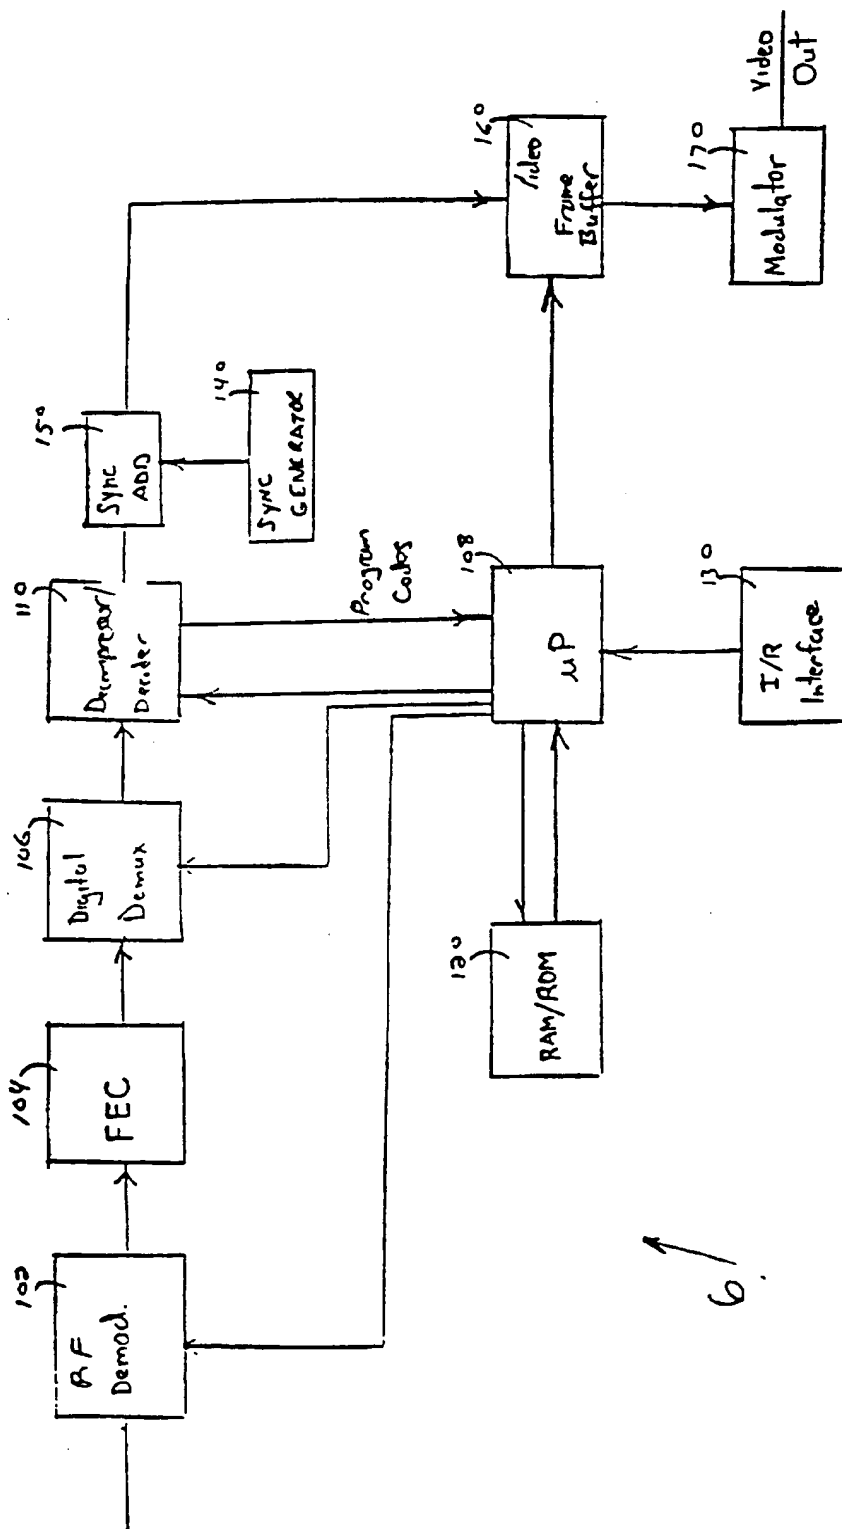 102
RF
Demod.
104
FEC
106
Digital
Demux
110
Decompressor/
Decoder
150
Sync
ADD
140
SYNC
GENERATOR
Program
Codes
108
µP
120
RAM/ROM
130
I/R
Interface
160
Video
Frame
Buffer
170
Modulator
Video
Out
6.